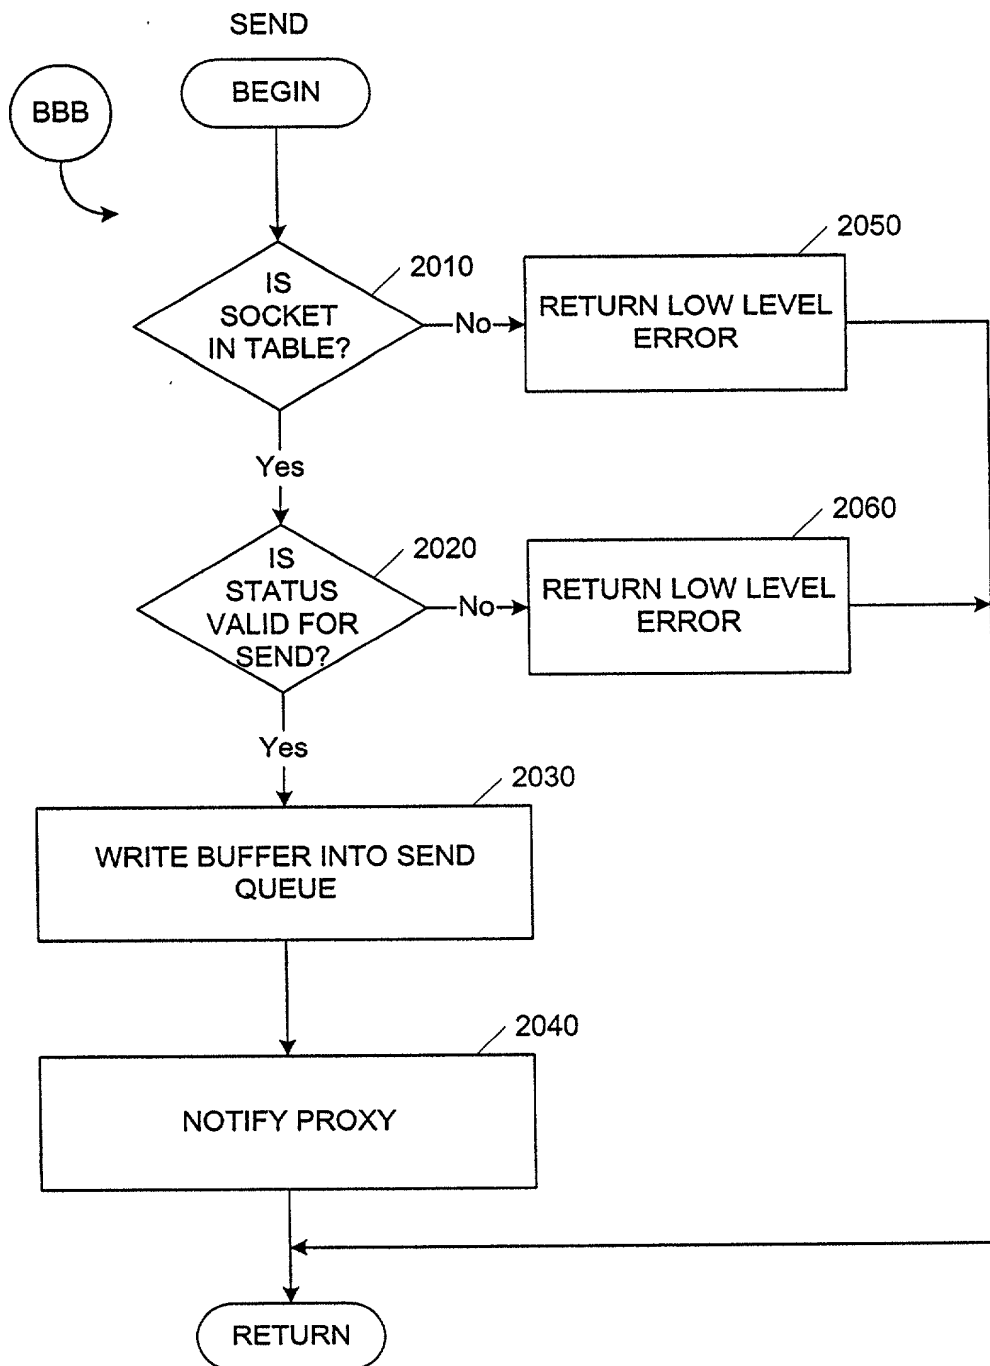 SEND
BBB
BEGIN
2010
IS
SOCKET
IN TABLE?
No
2050
RETURN LOW LEVEL
ERROR
Yes
2020
IS
STATUS
VALID FOR
SEND?
No
2060
RETURN LOW LEVEL
ERROR
Yes
2030
WRITE BUFFER INTO SEND
QUEUE
2040
NOTIFY PROXY
RETURN